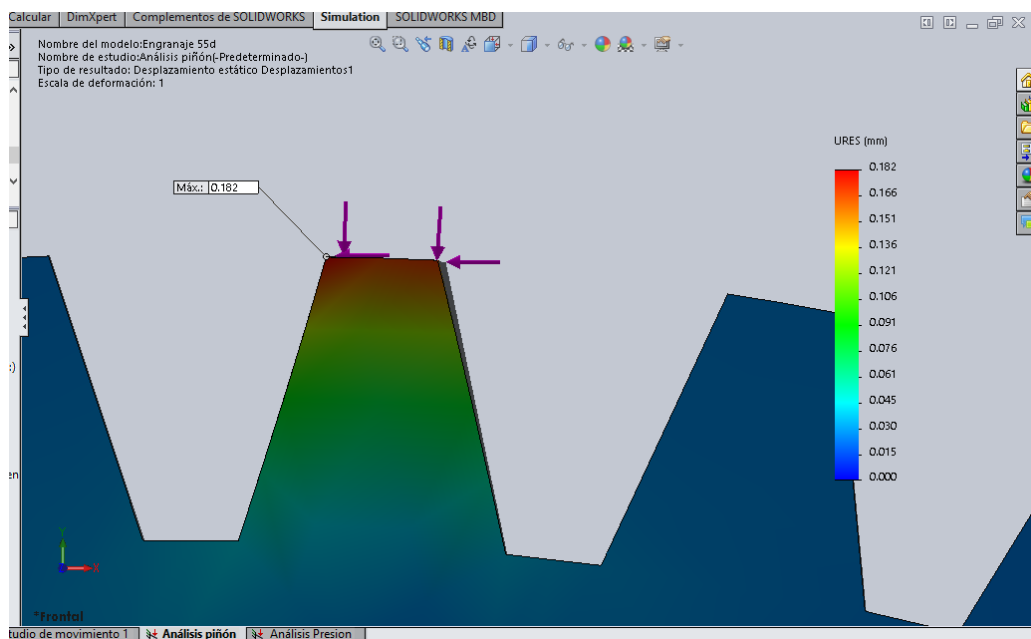 Calcular DimXpert Complementos de SOLIDWORKS Simulation SOLIDWORKS MBD
Nombre del modelo:Engranaje 55d
Nombre de estudio:Análisis piñón(-Predeterminado-)
Tipo de resultado: Desplazamiento estático Desplazamientos1
Escala de deformación: 1
URES (mm)
0.182
0.166
0.151
0.136
0.121
0.106
0.091
0.076
0.061
0.045
0.030
0.015
0.000
Máx.: 0.182
Y
X
*Frontal
tudio de movimiento 1 Análisis piñón Análisis Presion